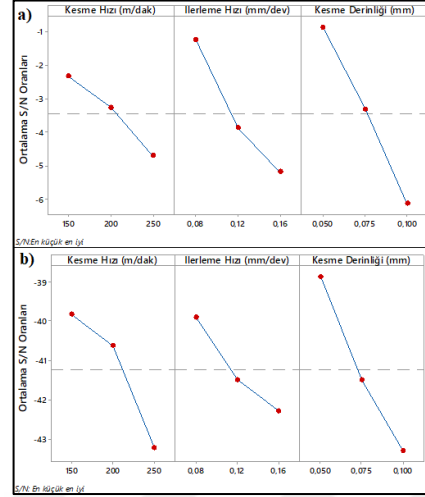 a)
Kesme Hızı (m/dak) Ilerleme Hızı (mm/dev) Kesme Derinliği (mm)
Ortalama S/N Oranları
-1
-2
-3
-4
-5
-6
150 200 250 0,08 0,12 0,16 0,050 0,075 0,100
S/N:En küçük en iyi
b)
Kesme Hızı (m/dak) Ilerleme Hızı (mm/dev) Kesme Derinliği (mm)
Ortalama S/N Oranları
-39
-40
-41
-42
-43
150 200 250 0,08 0,12 0,16 0,050 0,075 0,100
S/N: En küçük en iyi